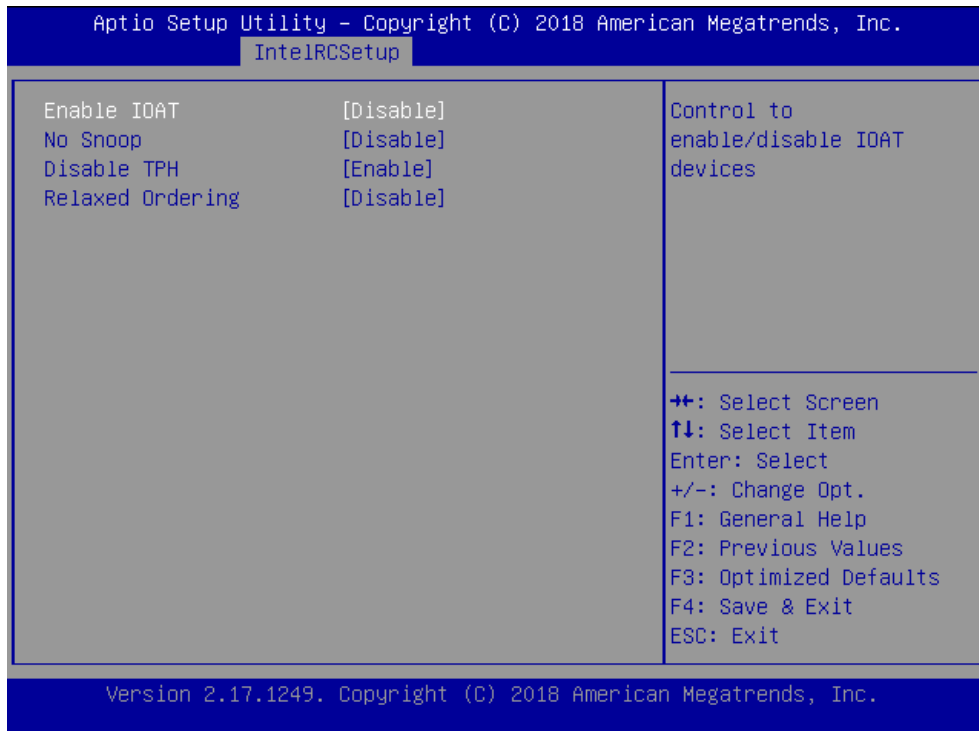 Aptio Setup Utility – Copyright (C) 2018 American Megatrends, Inc.
IntelRCSetup
Enable IOAT [Disable]
No Snoop [Disable]
Disable TPH [Enable]
Relaxed Ordering [Disable]
Control to
enable/disable IOAT
devices
→←: Select Screen
↑↓: Select Item
Enter: Select
+/-: Change Opt.
F1: General Help
F2: Previous Values
F3: Optimized Defaults
F4: Save & Exit
ESC: Exit
Version 2.17.1249. Copyright (C) 2018 American Megatrends, Inc.